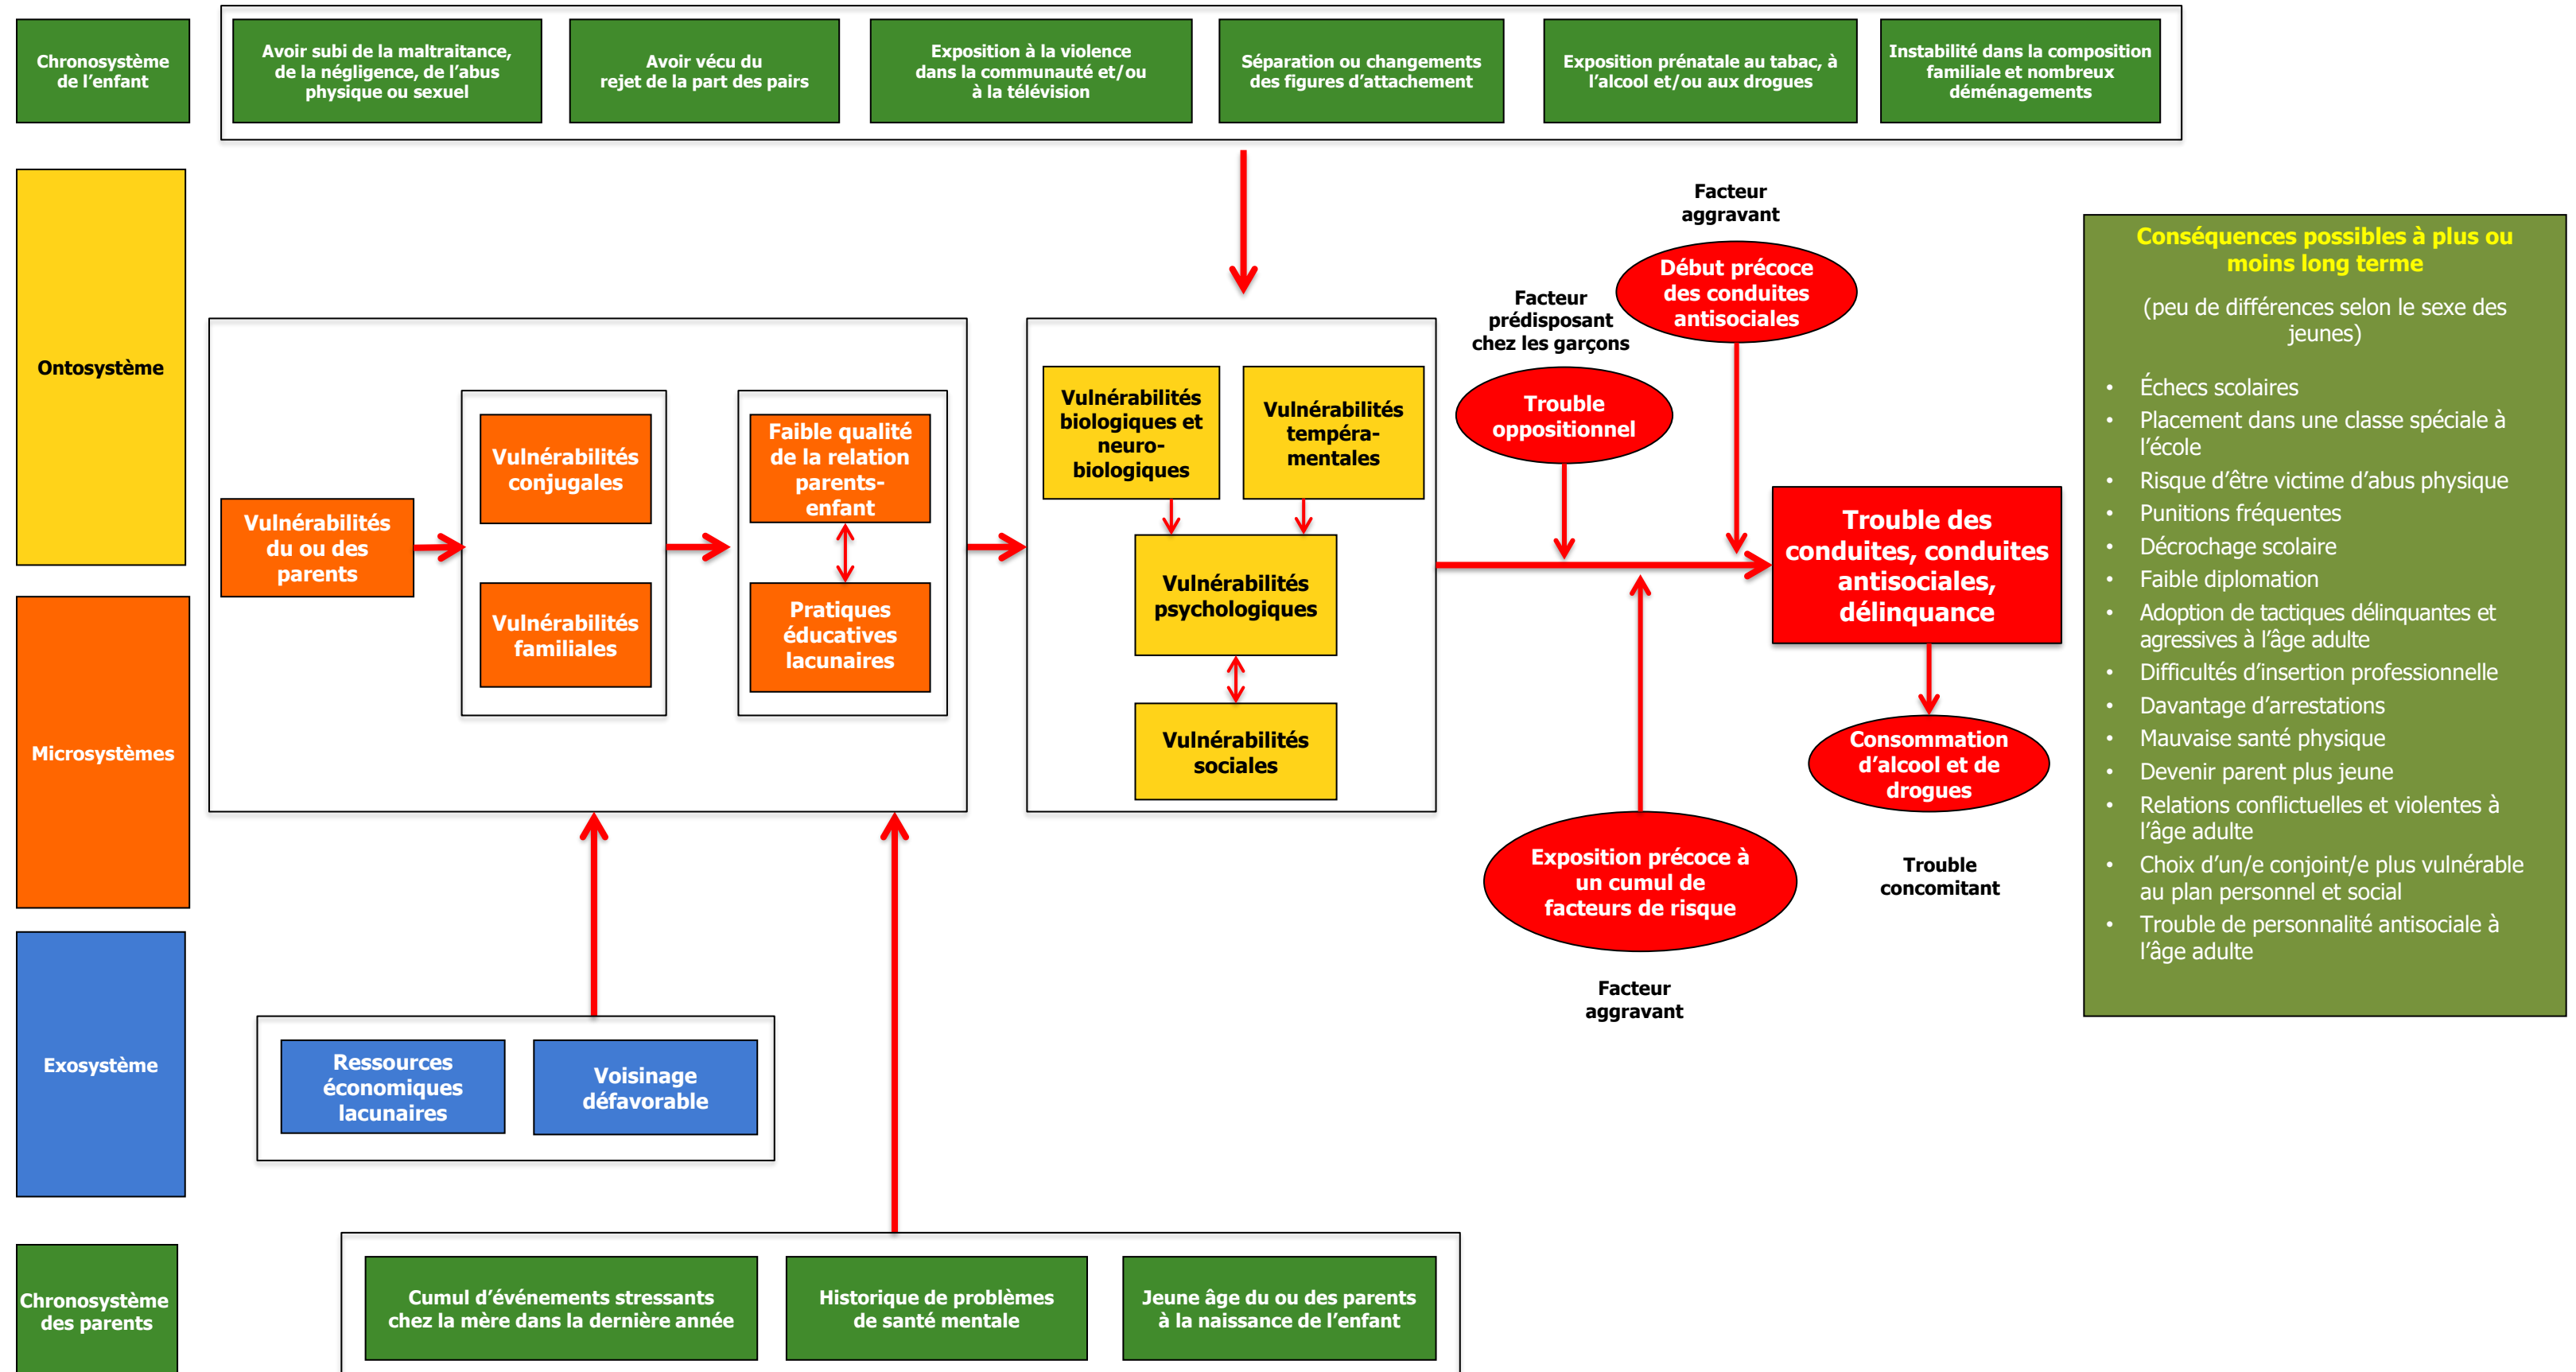 Chronosystème
de l’enfant
Avoir subi de la maltraitance,
de la négligence, de l’abus
physique ou sexuel
Avoir vécu du
rejet de la part des pairs
Exposition à la violence
dans la communauté et/ou
à la télévision
Séparation ou changements
des figures d’attachement
Exposition prénatale au tabac, à
l’alcool et/ou aux drogues
Instabilité dans la composition
familiale et nombreux
déménagements
Ontosystème
Microsystèmes
Exosystème
Chronosystème
des parents
Vulnérabilités
du ou des
parents
Vulnérabilités
conjugales
Vulnérabilités
familiales
Faible qualité
de la relation
parents-
enfant
Pratiques
éducatives
lacunaires
Vulnérabilités
biologiques et
neuro-
biologiques
Vulnérabilités
tempéra-
mentales
Vulnérabilités
psychologiques
Vulnérabilités
sociales
Facteur
prédisposant
chez les garçons
Trouble
oppositionnel
Facteur
aggravant
Début précoce
des conduites
antisociales
Trouble des
conduites, conduites
antisociales,
délinquance
Consommation
d’alcool et de
drogues
Trouble
concomitant
Exposition précoce à
un cumul de
facteurs de risque
Facteur
aggravant
Conséquences possibles à plus ou
moins long terme
(peu de différences selon le sexe des
jeunes)
• Échecs scolaires
• Placement dans une classe spéciale à
l’école
• Risque d’être victime d’abus physique
• Punitions fréquentes
• Décrochage scolaire
• Faible diplomation
• Adoption de tactiques délinquantes et
agressives à l’âge adulte
• Difficultés d’insertion professionnelle
• Davantage d’arrestations
• Mauvaise santé physique
• Devenir parent plus jeune
• Relations conflictuelles et violentes à
l’âge adulte
• Choix d’un/e conjoint/e plus vulnérable
au plan personnel et social
• Trouble de personnalité antisociale à
l’âge adulte
Ressources
économiques
lacunaires
Voisinage
défavorable
Cumul d’événements stressants
chez la mère dans la dernière année
Historique de problèmes
de santé mentale
Jeune âge du ou des parents
à la naissance de l’enfant